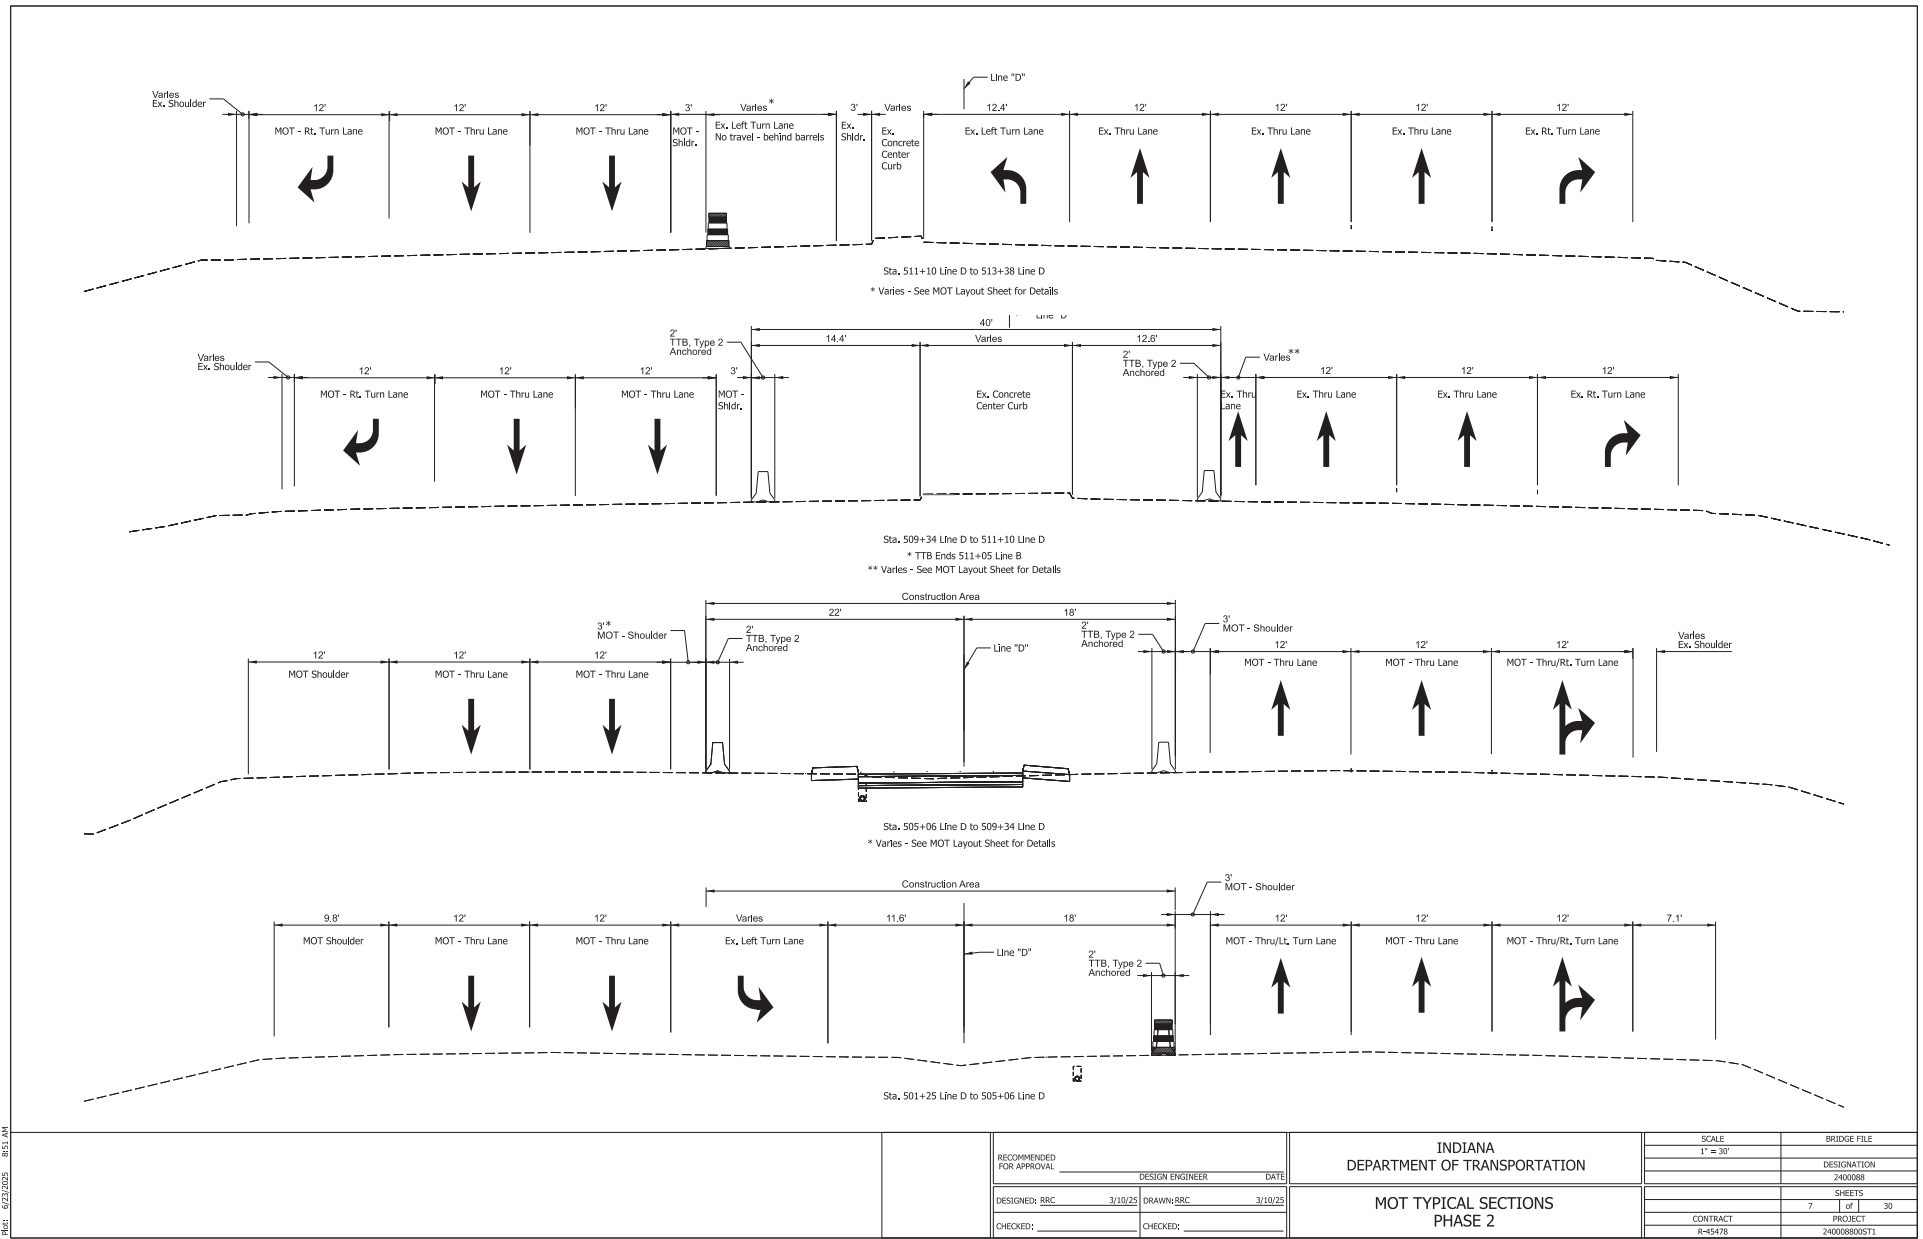 Line "D"
Varies
Ex. Shoulder
12'
12'
12'
3'
Varies *
3'
Varies
12.4'
12'
12'
12'
12'
MOT - Rt. Turn Lane
MOT - Thru Lane
MOT - Thru Lane
MOT -
Shldr.
Ex. Left Turn Lane
No travel - behind barrels
Ex.
Shldr.
Ex.
Concrete
Center
Curb
Ex. Left Turn Lane
Ex. Thru Lane
Ex. Thru Lane
Ex. Thru Lane
Ex. Rt. Turn Lane
Sta. 511+10 Line D to 513+38 Line D
* Varies - See MOT Layout Sheet for Details
Line "D"
40'
14.4'
Varies
12.6'
2'
TTB, Type 2
Anchored
2'
TTB, Type 2
Anchored
Varies **
Varies
Ex. Shoulder
12'
12'
12'
3'
12'
12'
12'
MOT - Rt. Turn Lane
MOT - Thru Lane
MOT - Thru Lane
MOT -
Shldr.
Ex. Concrete
Center Curb
Ex. Thru
Lane
Ex. Thru Lane
Ex. Thru Lane
Ex. Rt. Turn Lane
Sta. 509+34 Line D to 511+10 Line D
* TTB Ends 511+05 Line B
** Varies - See MOT Layout Sheet for Details
Construction Area
22'
18'
3' *
MOT - Shoulder
2'
TTB, Type 2
Anchored
Line "D"
2'
TTB, Type 2
Anchored
3'
MOT - Shoulder
Varies
Ex. Shoulder
12'
12'
12'
12'
12'
12'
MOT Shoulder
MOT - Thru Lane
MOT - Thru Lane
MOT - Thru Lane
MOT - Thru Lane
MOT - Thru/Rt. Turn Lane
Sta. 505+06 Line D to 509+34 Line D
* Varies - See MOT Layout Sheet for Details
Construction Area
3'
MOT - Shoulder
9.8'
12'
12'
Varies
11.6'
18'
12'
12'
12'
7.1'
MOT Shoulder
MOT - Thru Lane
MOT - Thru Lane
Ex. Left Turn Lane
Line "D"
2'
TTB, Type 2
Anchored
MOT - Thru/Lt. Turn Lane
MOT - Thru Lane
MOT - Thru/Rt. Turn Lane
Sta. 501+25 Line D to 505+06 Line D
Plot: 6/23/2025 8:51 AM
RECOMMENDED
FOR APPROVAL
DESIGN ENGINEER DATE
DESIGNED: RRC 3/10/25 DRAWN: RRC 3/10/25
CHECKED: CHECKED:
INDIANA
DEPARTMENT OF TRANSPORTATION
MOT TYPICAL SECTIONS
PHASE 2
SCALE
1" = 30'
BRIDGE FILE
DESIGNATION
2400088
SHEETS
7 of 30
CONTRACT
R-45478
PROJECT
240008800ST1